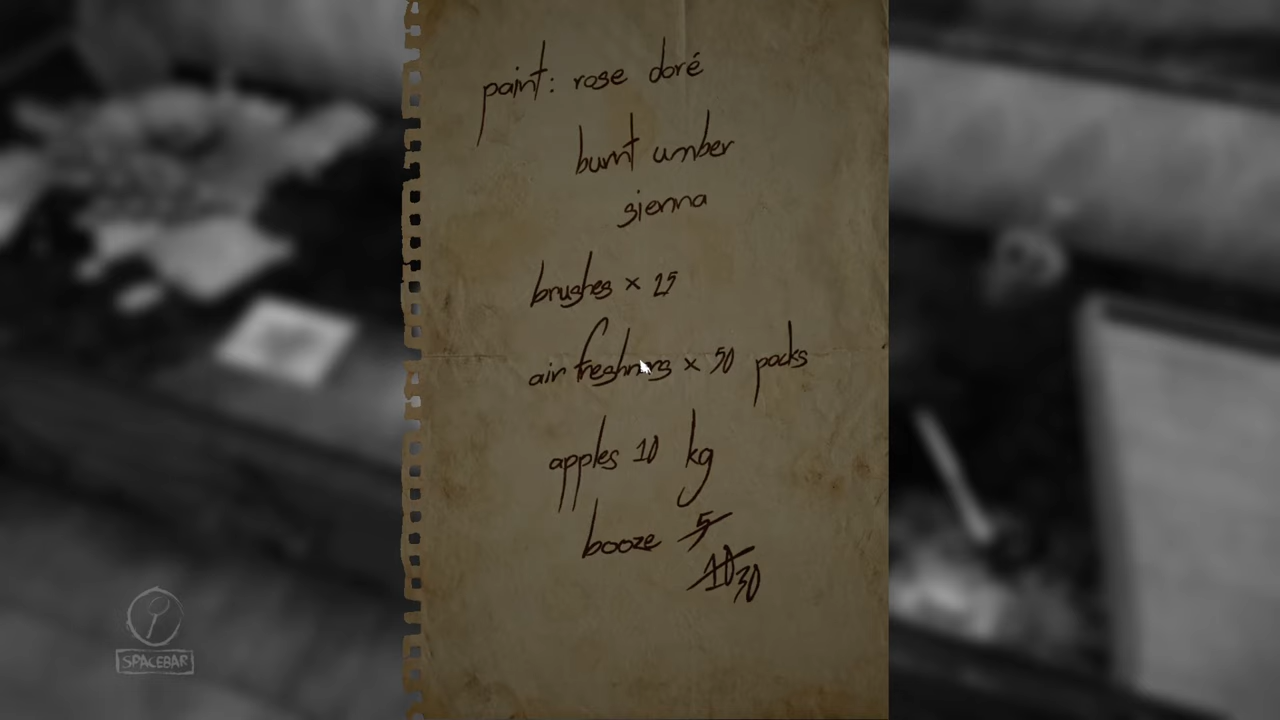 paint: rose doré
burnt umber
sienna
brushes × 25
air freshners × 50 packs
apples 10 kg
booze 5
10 30
SPACEBAR